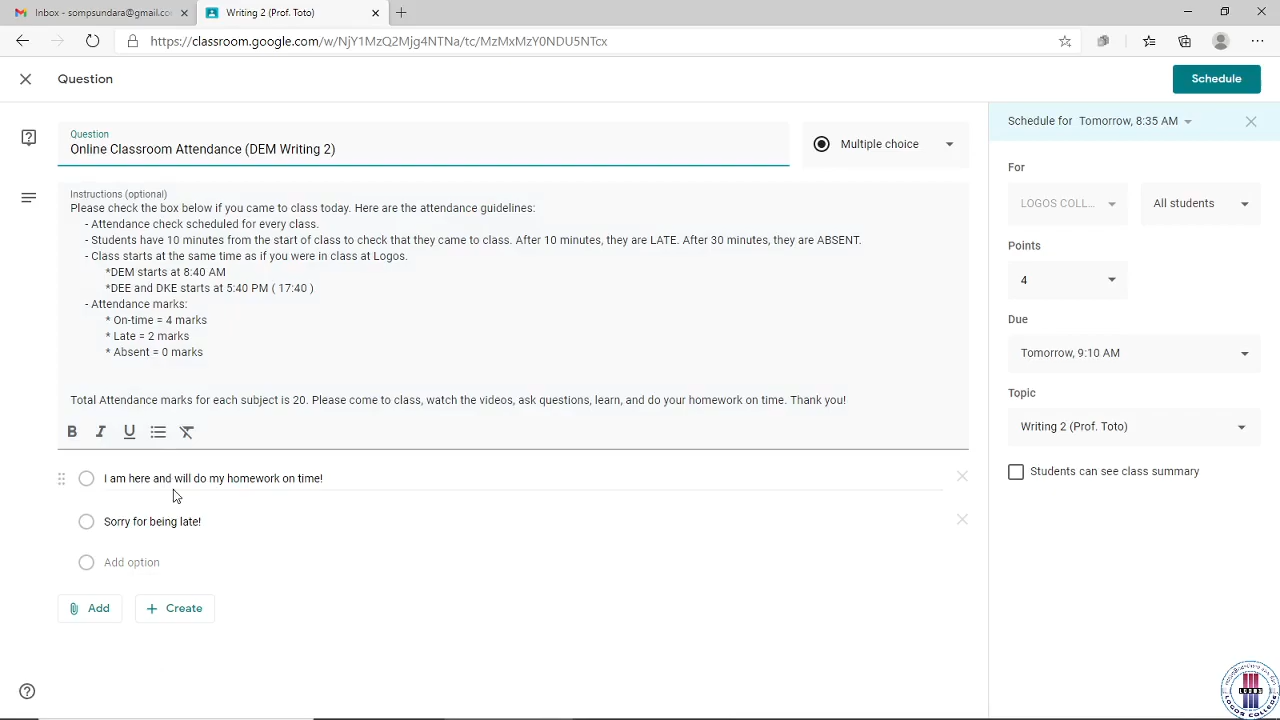 Inbox - sompsundara@gmail.co
Writing 2 (Prof. Toto)
https://classroom.google.com/w/NjY1MzQ2Mjg4NTNa/tc/MzMxMzY0NDU5NTcx
Question
Schedule
Question
Online Classroom Attendance (DEM Writing 2)
Multiple choice
Schedule for Tomorrow, 8:35 AM
Instructions (optional)
Please check the box below if you came to class today. Here are the attendance guidelines:
- Attendance check scheduled for every class.
- Students have 10 minutes from the start of class to check that they came to class. After 10 minutes, they are LATE. After 30 minutes, they are ABSENT.
- Class starts at the same time as if you were in class at Logos.
*DEM starts at 8:40 AM
*DEE and DKE starts at 5:40 PM ( 17:40 )
- Attendance marks:
* On-time = 4 marks
* Late = 2 marks
* Absent = 0 marks
Total Attendance marks for each subject is 20. Please come to class, watch the videos, ask questions, learn, and do your homework on time. Thank you!
B I U
I am here and will do my homework on time!
Sorry for being late!
Add option
Add
Create
For
LOGOS COLL...
All students
Points
4
Due
Tomorrow, 9:10 AM
Topic
Writing 2 (Prof. Toto)
Students can see class summary
LOGOS
LOGOS COLLEGE